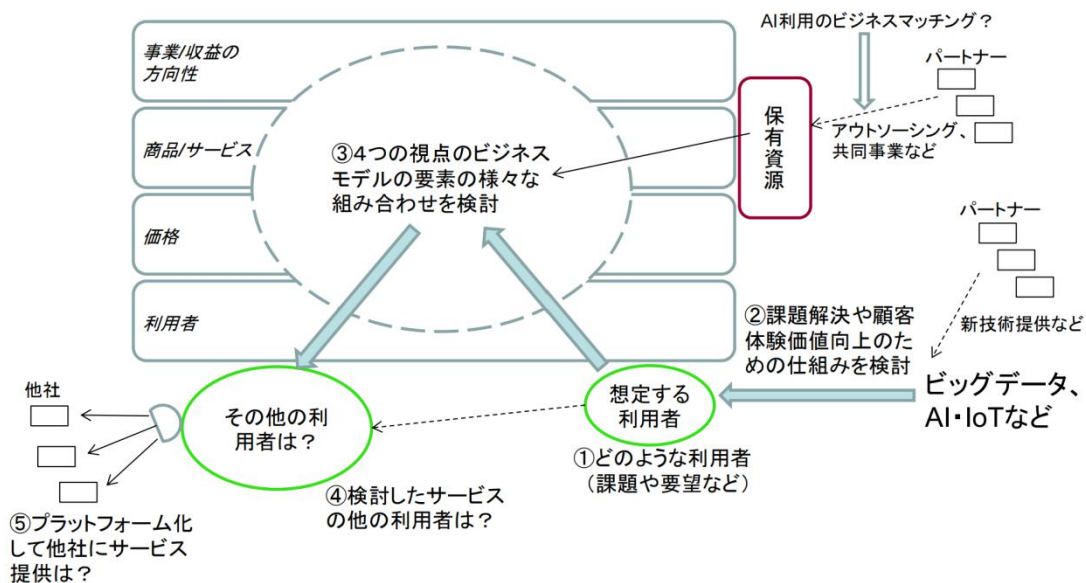 AI利用のビジネスマッチング？
事業/収益の
方向性
パートナー
保有資源
アウトソーシング、
共同事業など
商品/サービス
③4つの視点のビジネス
モデルの要素の様々な
組み合わせを検討
パートナー
価格
新技術提供など
利用者
②課題解決や顧客
体験価値向上のた
めの仕組みを検討
ビッグデータ、
AI・IoTなど
想定する
利用者
他社
その他の利
用者は？
①どのような利用者
（課題や要望など）
④検討したサービス
の他の利用者は？
⑤プラットフォーム化
して他社にサービス
提供は？